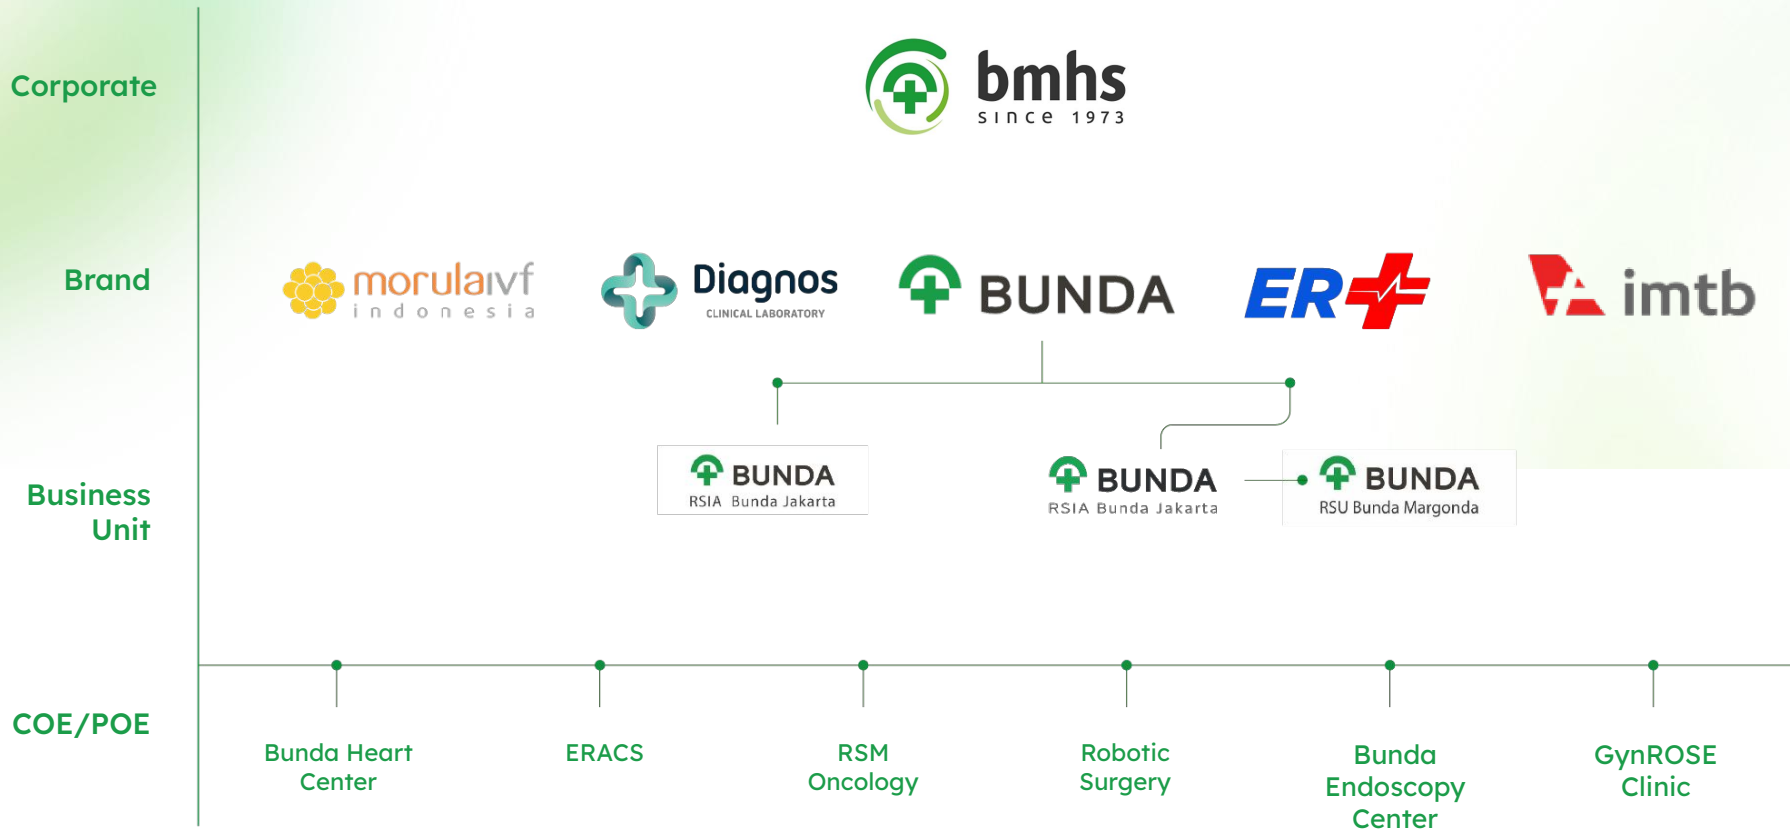 Corporate
bmhs
since 1973
Brand
morulaivf
indonesia
Diagnos
CLINICAL LABORATORY
BUNDA
ER
imtb
Business
Unit
BUNDA
RSIA Bunda Jakarta
BUNDA
RSIA Bunda Jakarta
BUNDA
RSU Bunda Margonda
COE/POE
Bunda Heart
Center
ERACS
RSM
Oncology
Robotic
Surgery
Bunda
Endoscopy
Center
GynROSE
Clinic